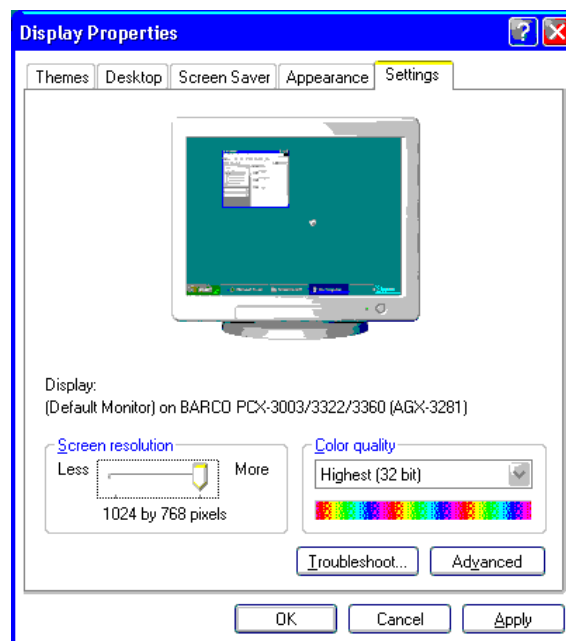 Display Properties
Themes Desktop Screen Saver Appearance Settings
Display:
(Default Monitor) on BARCO PCX-3003/3322/3360 (AGX-3281)
Screen resolution
Less More
1024 by 768 pixels
Color quality
Highest (32 bit)
Troubleshoot... Advanced
OK Cancel Apply